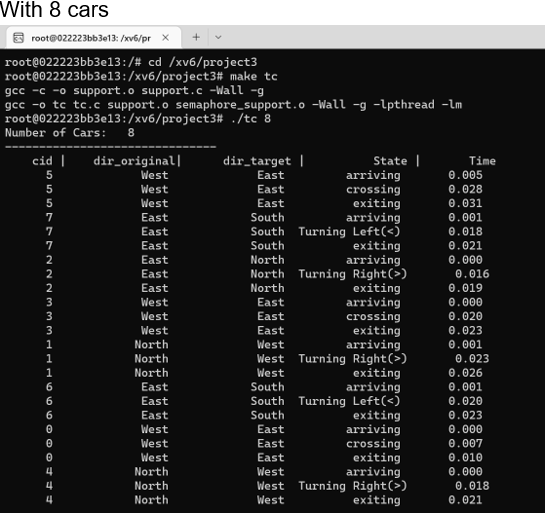 With 8 cars
root@022223bb3e13: /xv6/pr × + ⌄
root@022223bb3e13:/# cd /xv6/project3
root@022223bb3e13:/xv6/project3# make tc
gcc -c -o support.o support.c -Wall -g
gcc -o tc tc.c support.o semaphore_support.o -Wall -g -lpthread -lm
root@022223bb3e13:/xv6/project3# ./tc 8
Number of Cars: 8
-------------------------------
cid | dir_original| dir_target | State | Time
5 West East arriving 0.005
5 West East crossing 0.028
5 West East exiting 0.031
7 East South arriving 0.001
7 East South Turning Left(<) 0.018
7 East South exiting 0.021
2 East North arriving 0.000
2 East North Turning Right(>) 0.016
2 East North exiting 0.019
3 West East arriving 0.000
3 West East crossing 0.020
3 West East exiting 0.023
1 North West arriving 0.001
1 North West Turning Right(>) 0.023
1 North West exiting 0.026
6 East South arriving 0.001
6 East South Turning Left(<) 0.020
6 East South exiting 0.023
0 West East arriving 0.000
0 West East crossing 0.007
0 West East exiting 0.010
4 North West arriving 0.000
4 North West Turning Right(>) 0.018
4 North West exiting 0.021